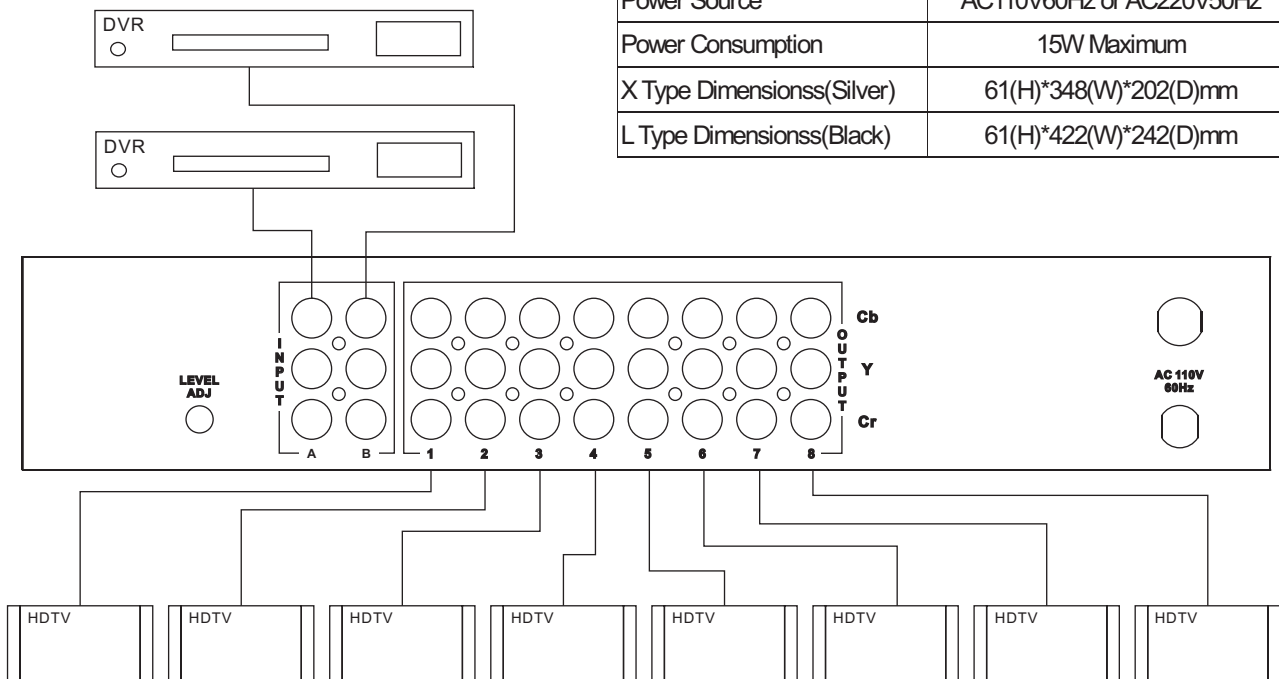 Power Source AC110V60Hz or AC220V50Hz
Power Consumption 15W Maximum
X Type Dimensionss(Silver) 61(H)*348(W)*202(D)mm
L Type Dimensionss(Black) 61(H)*422(W)*242(D)mm
DVR
DVR
INPUT
OUTPUT
Cb
Y
Cr
LEVEL
ADJ
AC 110V
60Hz
A B 1 2 3 4 5 6 7 8
HDTV HDTV HDTV HDTV HDTV HDTV HDTV HDTV